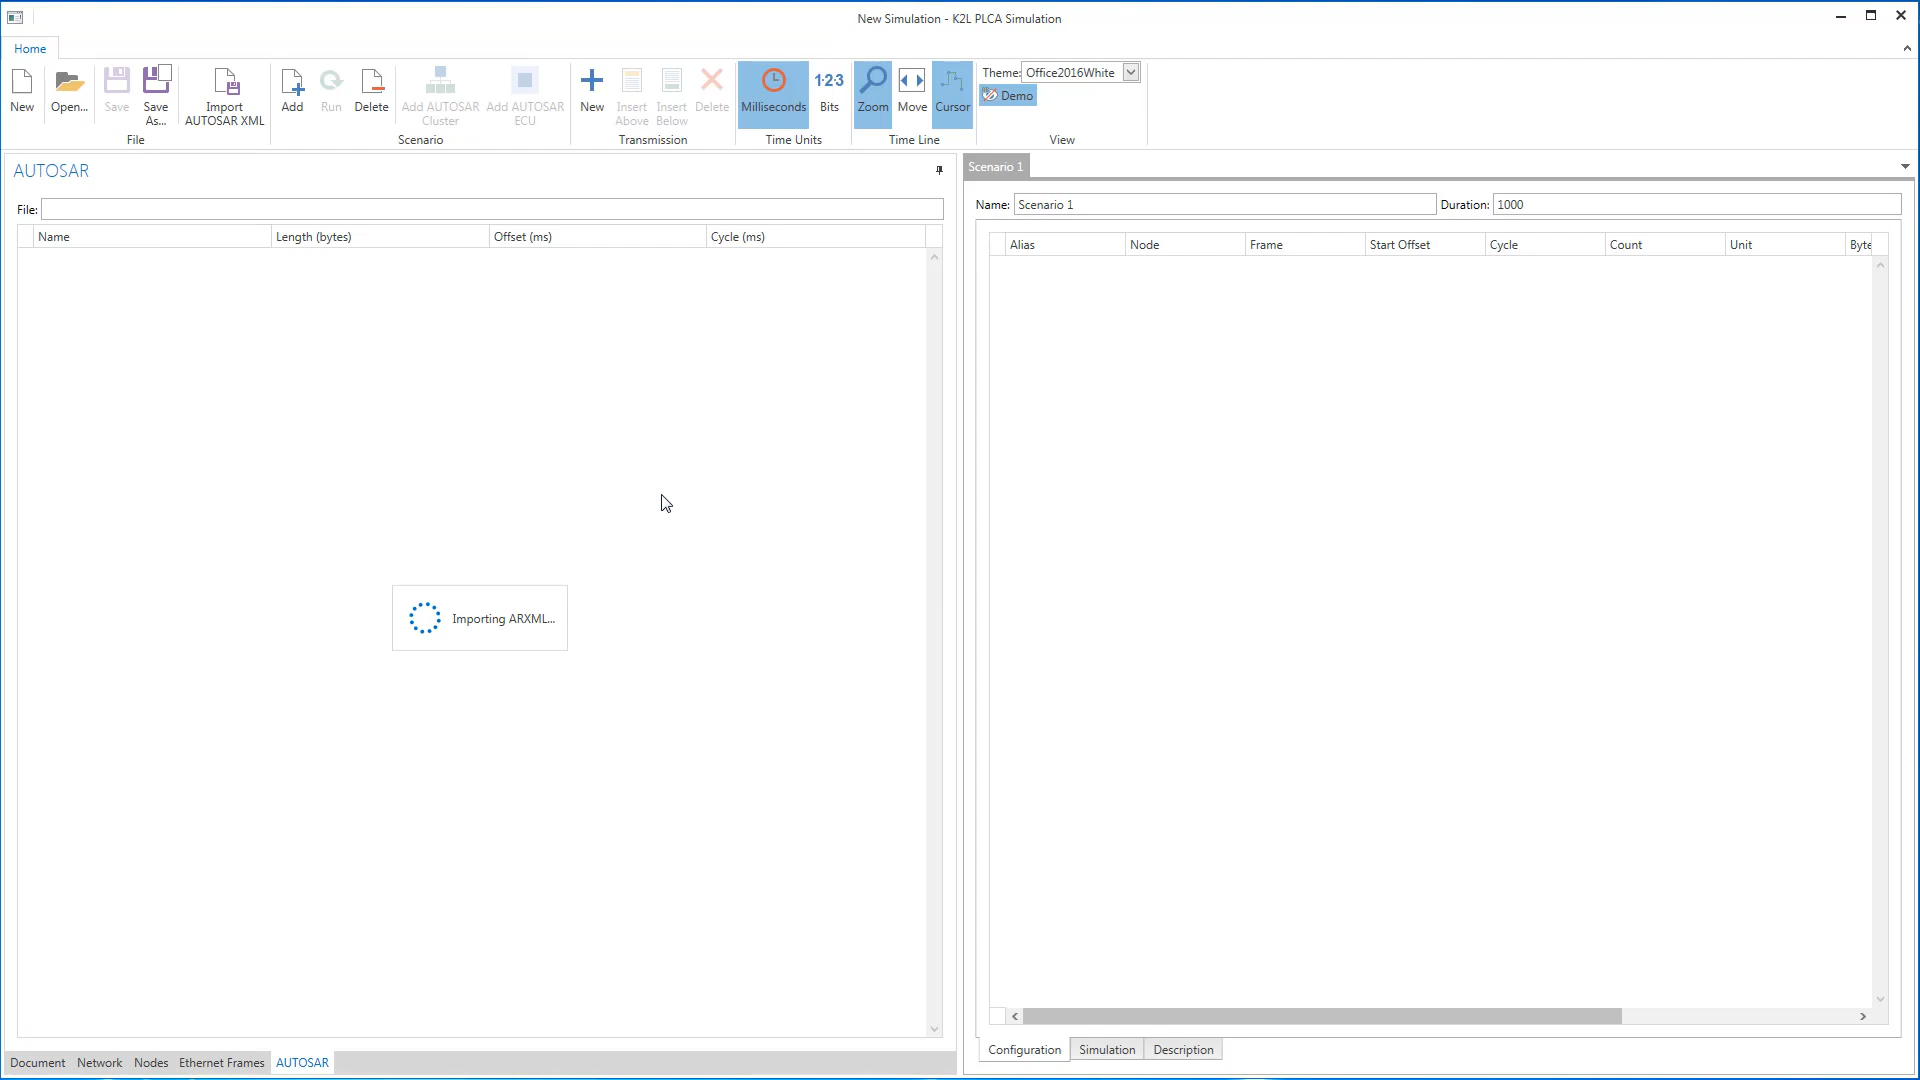 New Simulation - K2L PLCA Simulation
Home
New
Open...
Save
Save As...
Import AUTOSAR XML
File
Add
Run
Delete
Add AUTOSAR Cluster
Add AUTOSAR ECU
Scenario
New
Insert Above
Insert Below
Delete
Transmission
Milliseconds
1·2·3
Bits
Time Units
Zoom
Move
Cursor
Time Line
Theme: Office2016White
Demo
View
AUTOSAR
File:
Name Length (bytes) Offset (ms) Cycle (ms)
Importing ARXML...
Document Network Nodes Ethernet Frames AUTOSAR
Scenario 1
Name: Scenario 1 Duration: 1000
Alias Node Frame Start Offset Cycle Count Unit Byte
Configuration Simulation Description